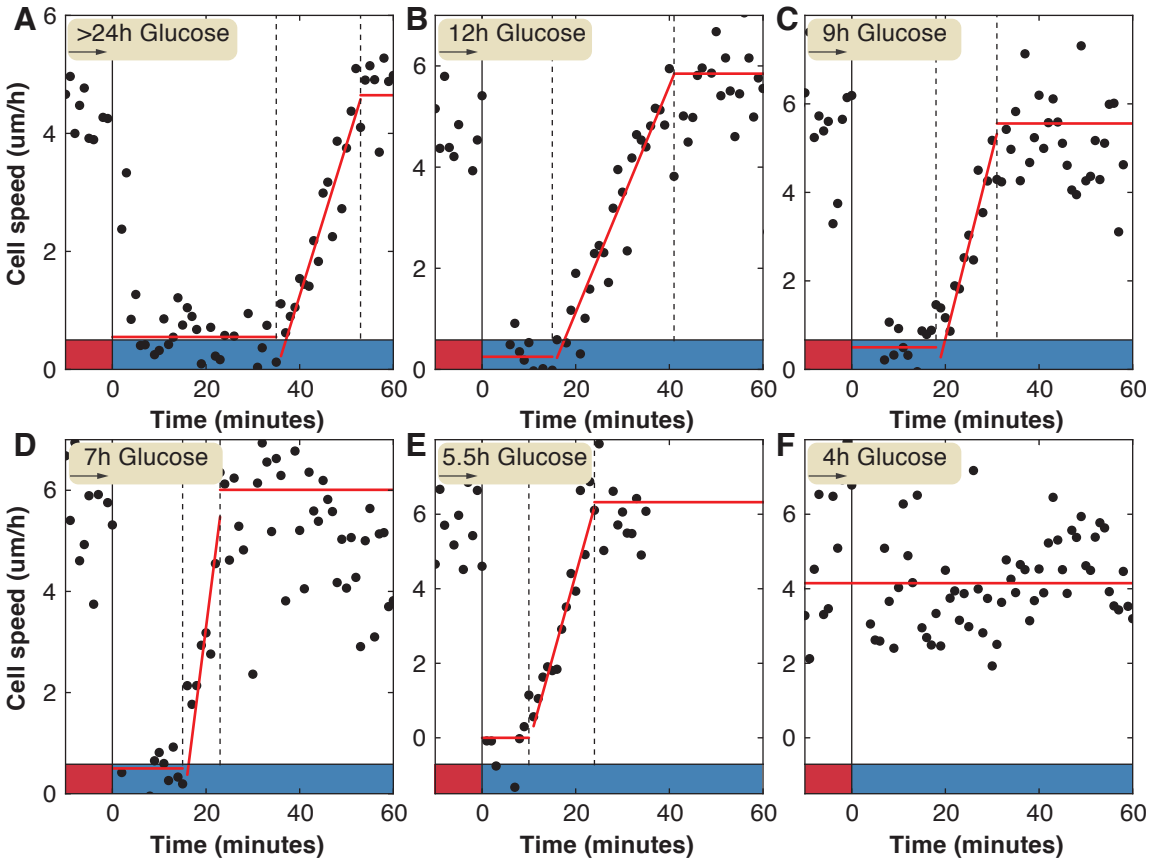 A
>24h Glucose
B
12h Glucose
C
9h Glucose
Cell speed (um/h)
6
4
2
0
6
4
2
0
6
4
2
0
0 20 40 60
0 20 40 60
0 20 40 60
Time (minutes)
Time (minutes)
Time (minutes)
D
7h Glucose
E
5.5h Glucose
F
4h Glucose
Cell speed (um/h)
6
4
2
0
6
4
2
0
6
4
2
0
0 20 40 60
0 20 40 60
0 20 40 60
Time (minutes)
Time (minutes)
Time (minutes)